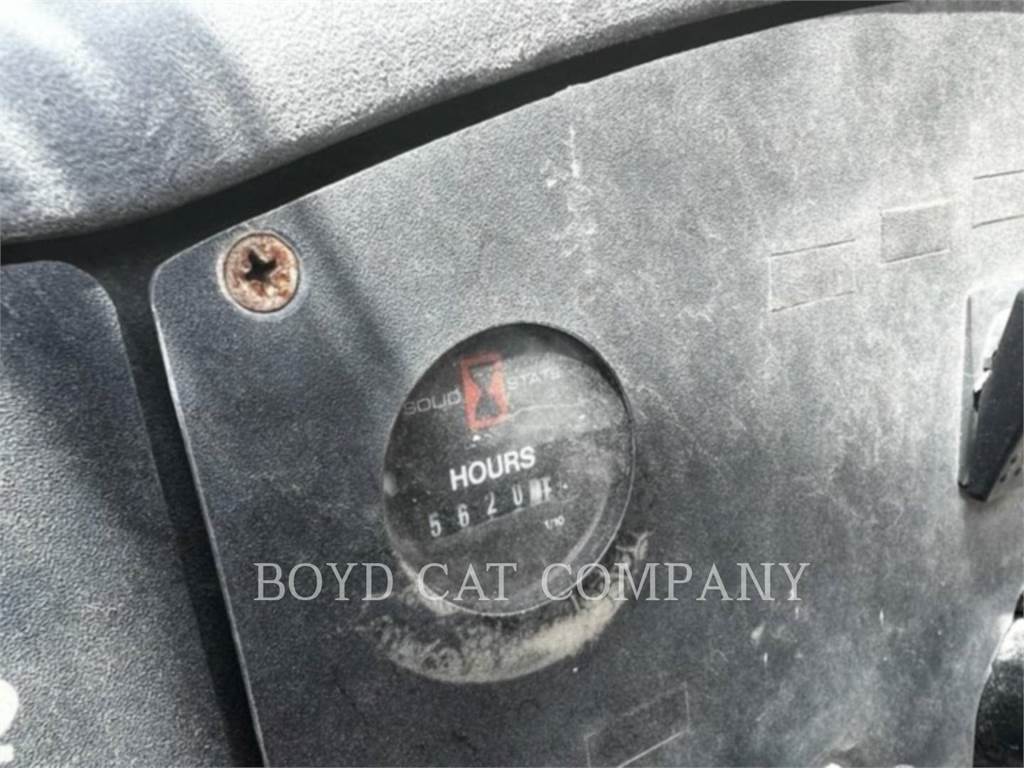 SOLID STATE
HOURS
5620
1/10
BOYD CAT COMPANY